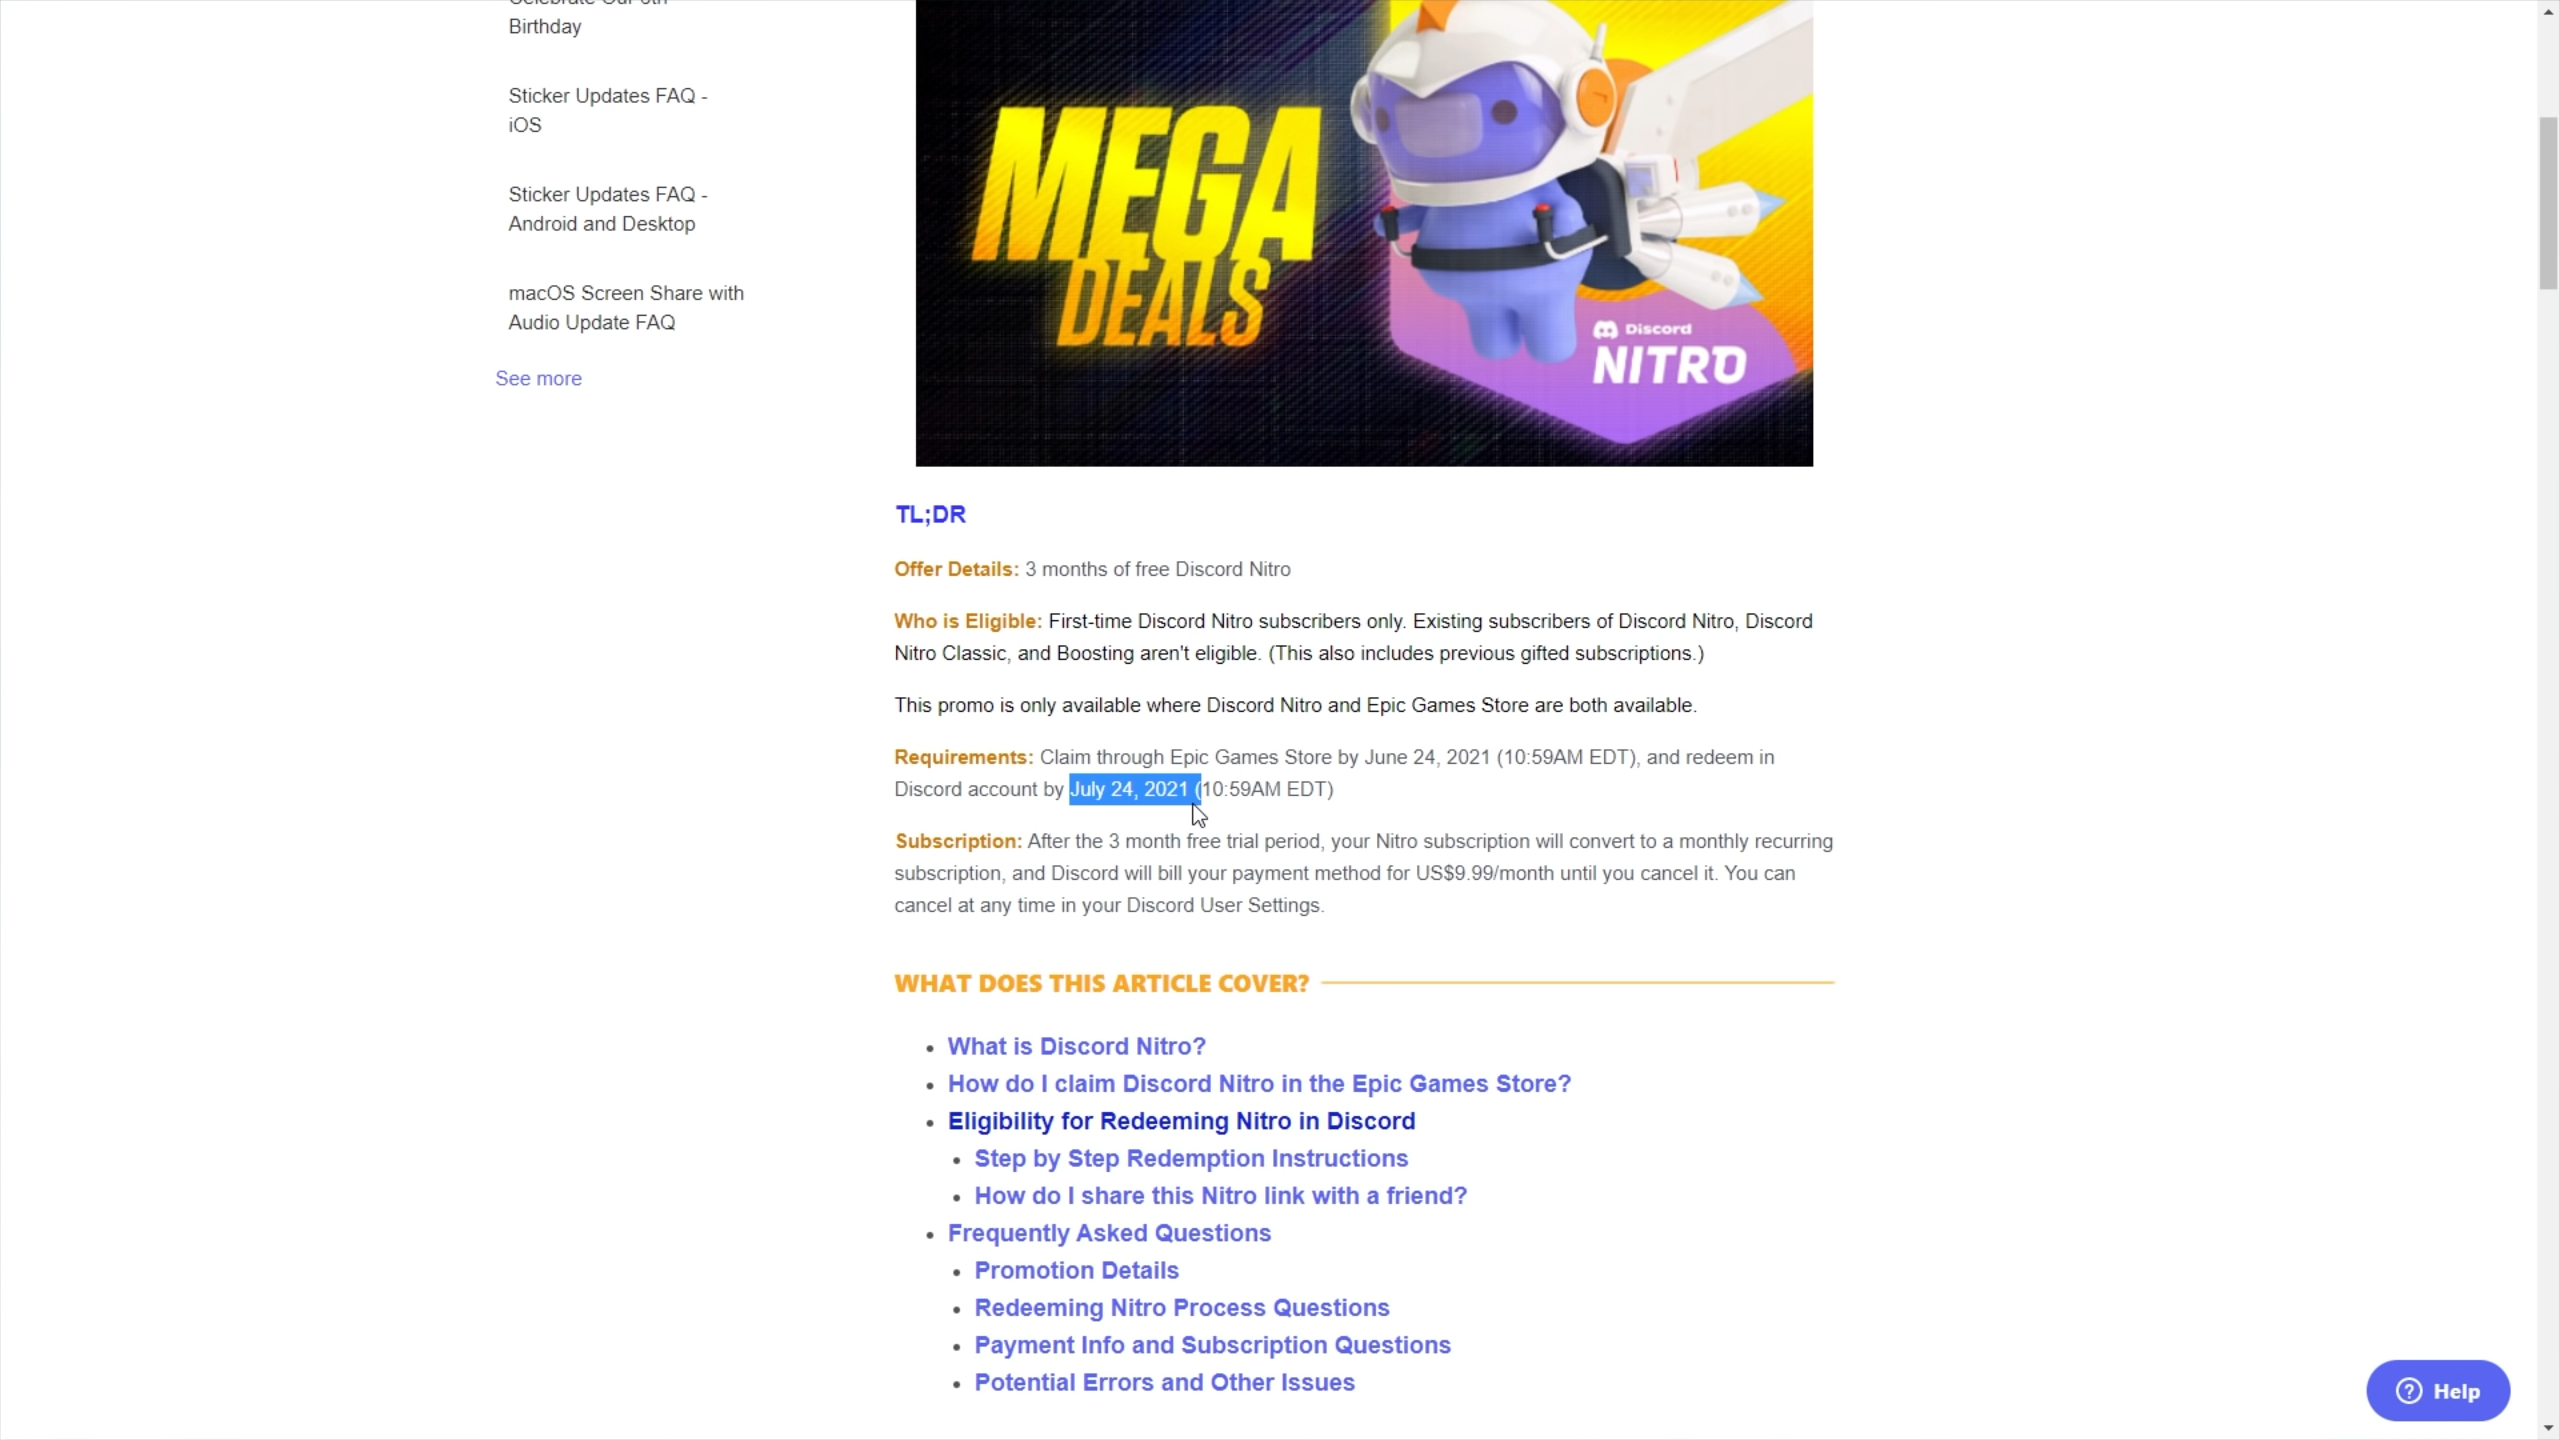 Birthday
Sticker Updates FAQ -
iOS
Sticker Updates FAQ -
Android and Desktop
macOS Screen Share with
Audio Update FAQ
See more
MEGA
DEALS
Discord
NITRO
TL;DR
Offer Details: 3 months of free Discord Nitro
Who is Eligible: First-time Discord Nitro subscribers only. Existing subscribers of Discord Nitro, Discord
Nitro Classic, and Boosting aren't eligible. (This also includes previous gifted subscriptions.)
This promo is only available where Discord Nitro and Epic Games Store are both available.
Requirements: Claim through Epic Games Store by June 24, 2021 (10:59AM EDT), and redeem in
Discord account by July 24, 2021 (10:59AM EDT)
Subscription: After the 3 month free trial period, your Nitro subscription will convert to a monthly recurring
subscription, and Discord will bill your payment method for US$9.99/month until you cancel it. You can
cancel at any time in your Discord User Settings.
WHAT DOES THIS ARTICLE COVER?
• What is Discord Nitro?
• How do I claim Discord Nitro in the Epic Games Store?
• Eligibility for Redeeming Nitro in Discord
• Step by Step Redemption Instructions
• How do I share this Nitro link with a friend?
• Frequently Asked Questions
• Promotion Details
• Redeeming Nitro Process Questions
• Payment Info and Subscription Questions
• Potential Errors and Other Issues
Help